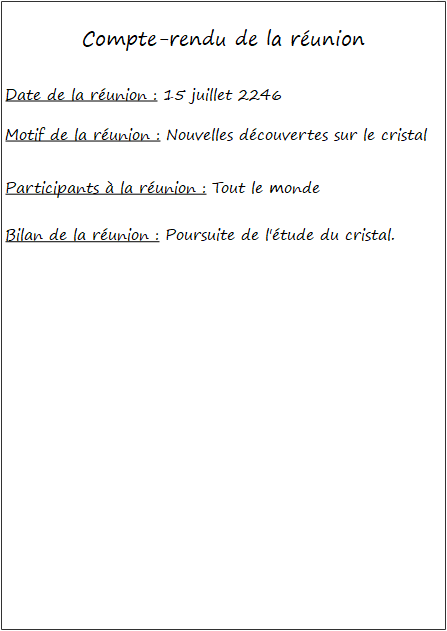 Compte-rendu de la réunion
Date de la réunion : 15 juillet 2246
Motif de la réunion : Nouvelles découvertes sur le cristal
Participants à la réunion : Tout le monde
Bilan de la réunion : Poursuite de l'étude du cristal.